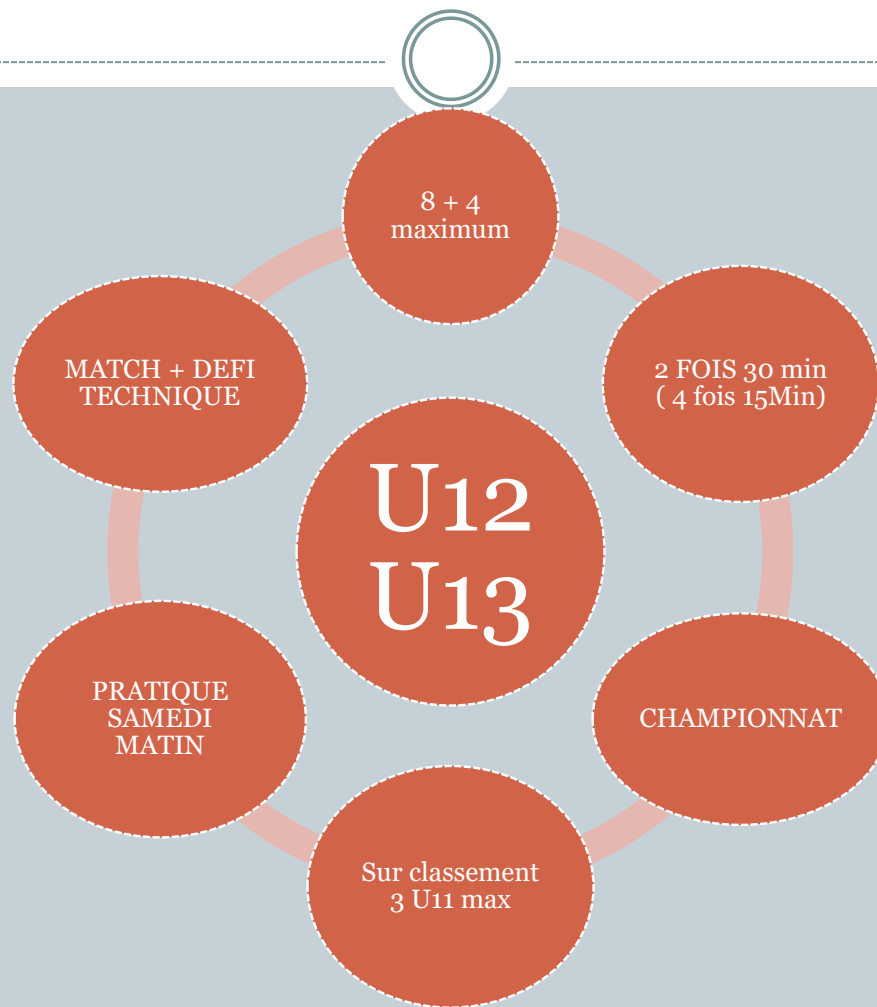 8 + 4
maximum
MATCH + DEFI
TECHNIQUE
2 FOIS 30 min
( 4 fois 15Min)
U12
U13
PRATIQUE
SAMEDI
MATIN
CHAMPIONNAT
Sur classement
3 U11 max